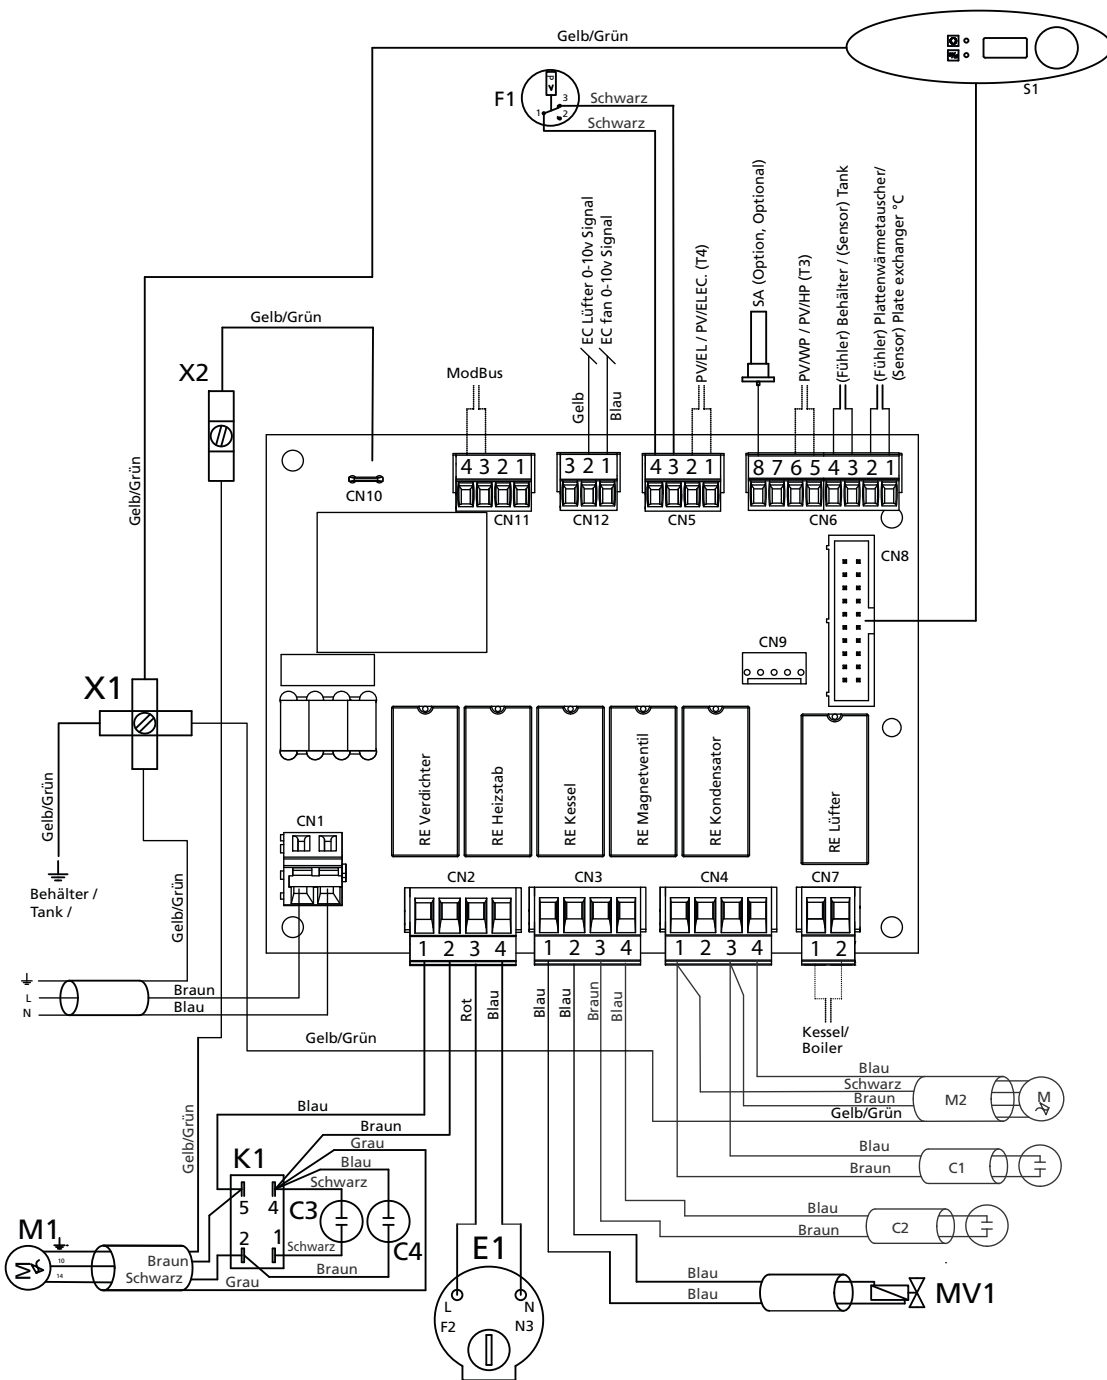 Gelb/Grün
S1
F1
P
1
3
2
Schwarz
Schwarz
EC Lüfter 0-10v Signal
EC fan 0-10v Signal
PV/EL / PV/ELEC. (T4)
SA (Option, Optional)
PV/WP / PV/HP (T3)
(Fühler) Behälter / (Sensor) Tank
(Fühler) Plattenwärmetauscher/
(Sensor) Plate exchanger °C
Gelb/Grün
X2
ModBus
Gelb
Blau
Gelb/Grün
4 3 2 1
3 2 1
4 3 2 1
8 7 6 5 4 3 2 1
CN10
CN11
CN12
CN5
CN6
CN8
CN9
X1
Gelb/Grün
Behälter /
Tank /
Gelb/Grün
CN1
RE Verdichter
RE Heizstab
RE Kessel
RE Magnetventil
RE Kondensator
RE Lüfter
CN2
CN3
CN4
CN7
1 2 3 4
1 2 3 4
1 2 3 4
1 2
L
N
Braun
Blau
Rot
Blau
Blau
Blau
Braun
Blau
Kessel/
Boiler
Gelb/Grün
Blau
Schwarz
Braun
Gelb/Grün
M2
M
Blau
Braun
C1
Blau
Braun
C2
Blau
Blau
MV1
Gelb/Grün
Blau
Braun
Grau
Blau
Schwarz
K1
5 4
2 1
C3
C4
Schwarz
Braun
M1
M
10
14
Braun
Schwarz
Grau
E1
L
N
F2
N3